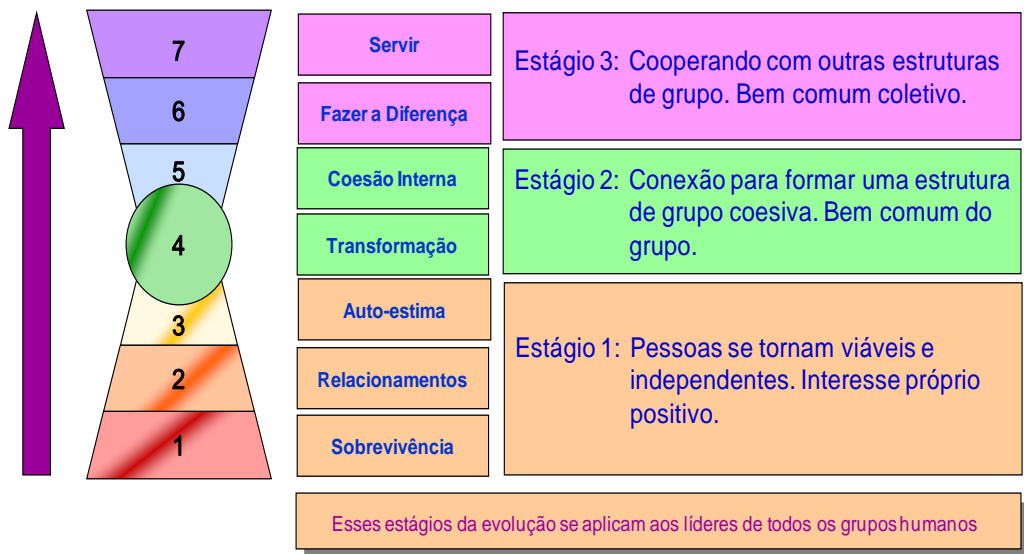 7
6
5
4
3
2
1
Servir
Fazer a Diferença
Coesão Interna
Transformação
Auto-estima
Relacionamentos
Sobrevivência
Estágio 3: Cooperando com outras estruturas
de grupo. Bem comum coletivo.
Estágio 2: Conexão para formar uma estrutura
de grupo coesiva. Bem comum do
grupo.
Estágio 1: Pessoas se tornam viáveis e
independentes. Interesse próprio
positivo.
Esses estágios da evolução se aplicam aos líderes de todos os grupos humanos